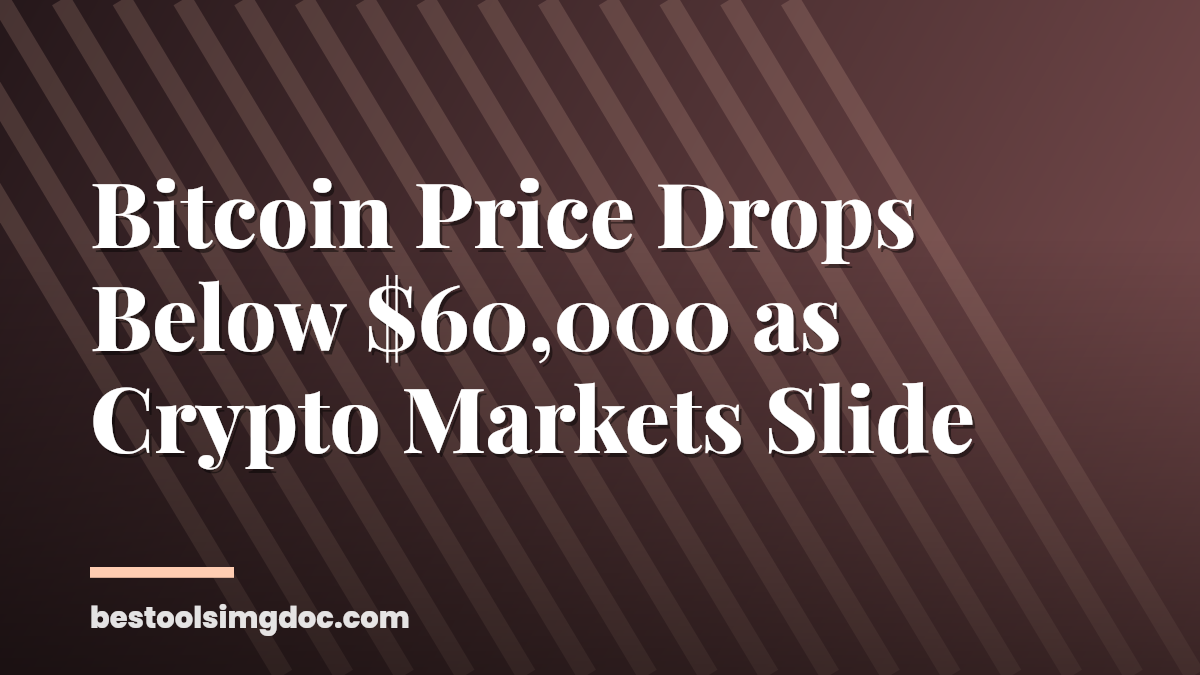 Bitcoin Price Drops
Below $60,000 as
Crypto Markets Slide
bestoolsimgdoc.com